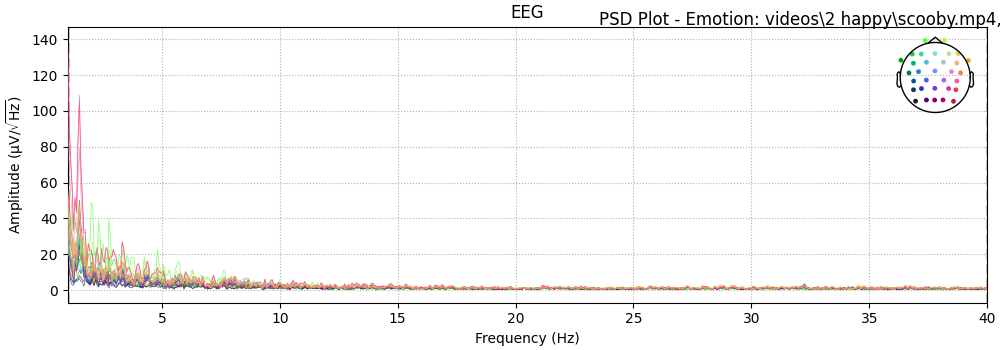 EEG
PSD Plot - Emotion: videos\2 happy\scooby.mp4,
Amplitude (µV/√Hz)
140
120
100
80
60
40
20
0
5 10 15 20 25 30 35 40
Frequency (Hz)